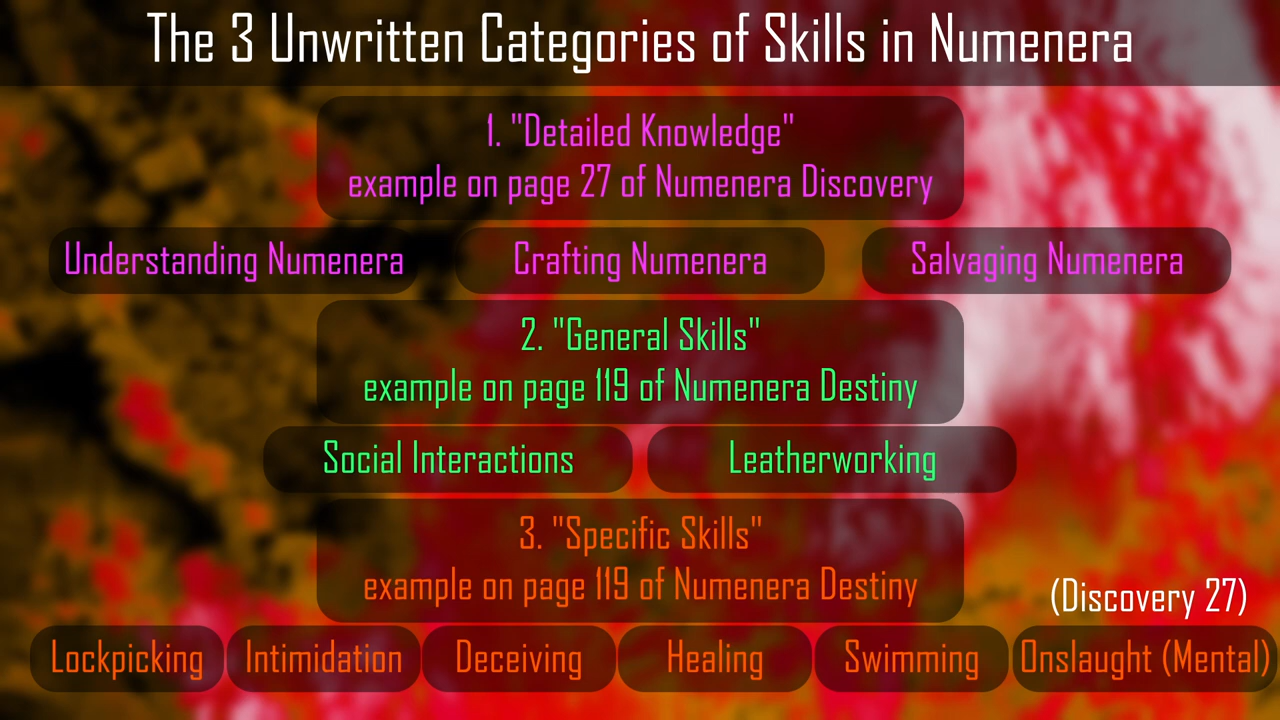 The 3 Unwritten Categories of Skills in Numenera
1. "Detailed Knowledge"
example on page 27 of Numenera Discovery
Understanding Numenera
Crafting Numenera
Salvaging Numenera
2. "General Skills"
example on page 119 of Numenera Destiny
Social Interactions
Leatherworking
3. "Specific Skills"
example on page 119 of Numenera Destiny
(Discovery 27)
Lockpicking
Intimidation
Deceiving
Healing
Swimming
Onslaught (Mental)